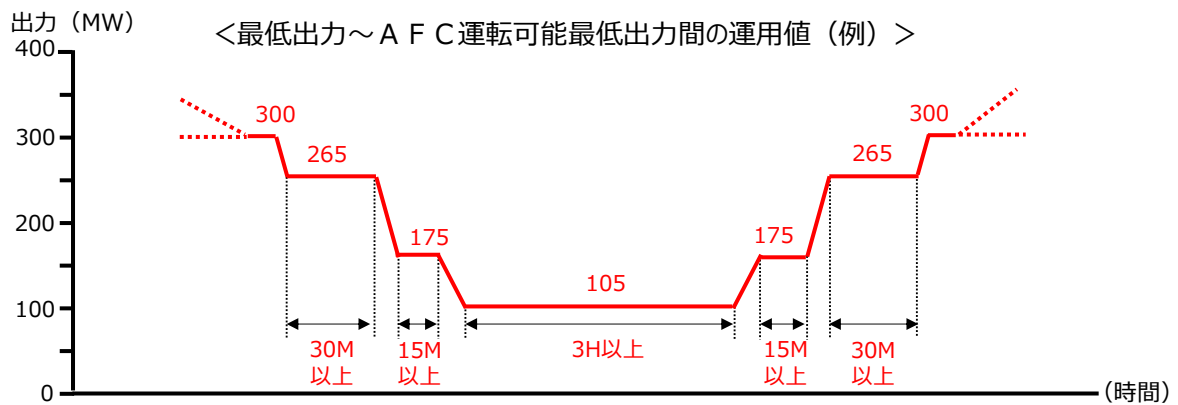 出力（MW）
＜最低出力～ＡＦＣ運転可能最低出力間の運用値（例）＞
400
300
200
100
0
300
265
175
105
175
265
300
30M
以上
15M
以上
3H以上
15M
以上
30M
以上
（時間）